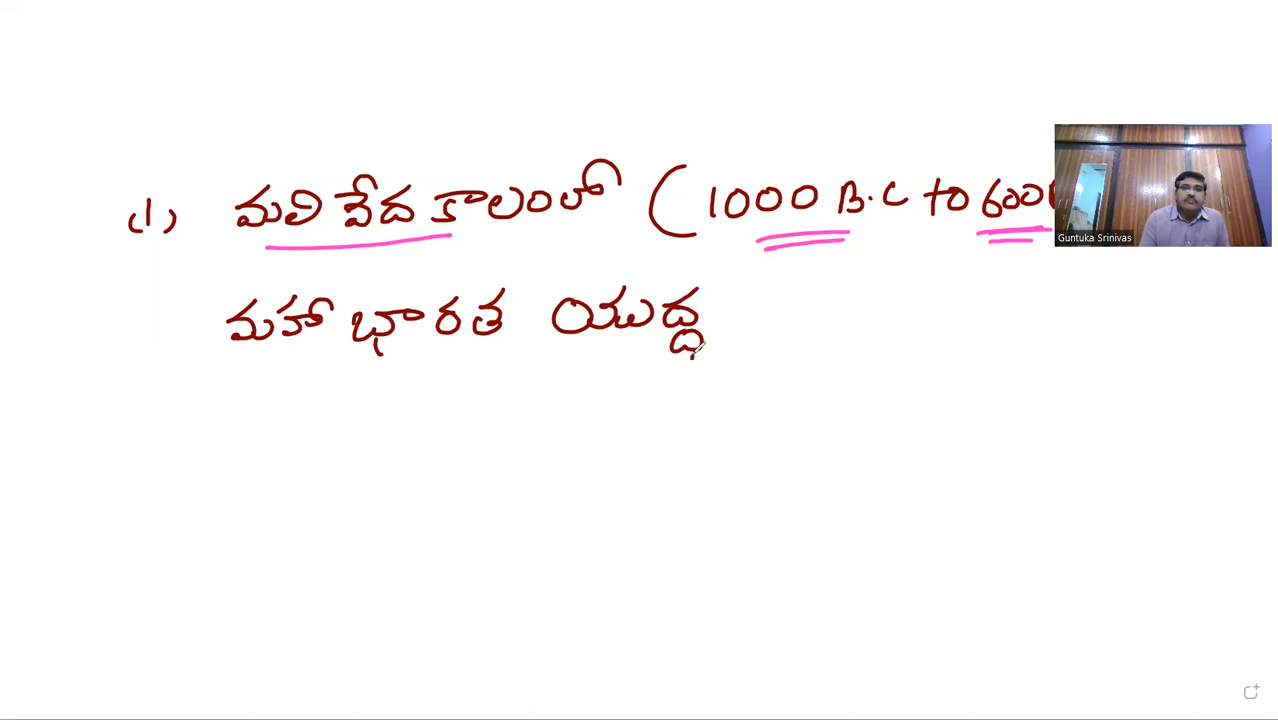 (1) మలి వేద కాలంలో ( 1000 B.C to 600
Guntuka Srinivas
మహా భారత యుద్ధ